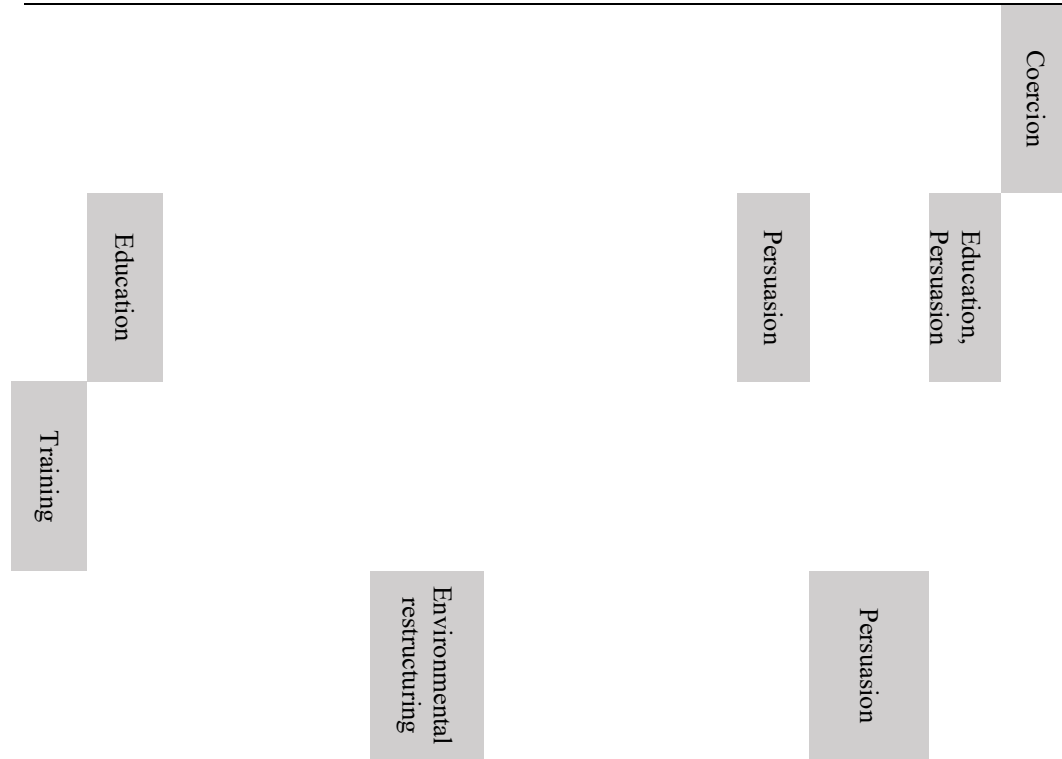 Coercion
Education,
Persuasion
Persuasion
Persuasion
Environmental
restructuring
Education
Training